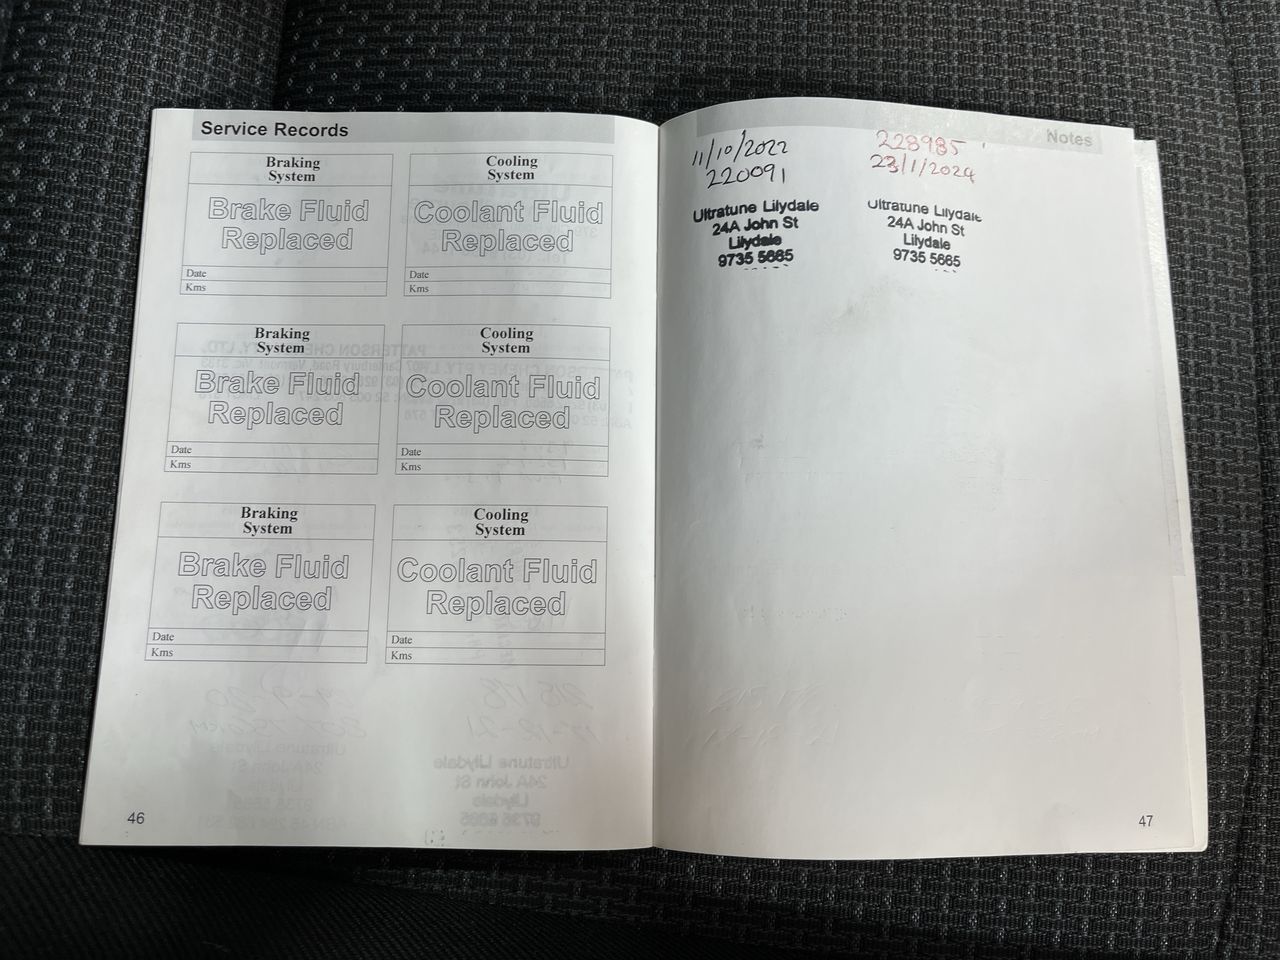 Service Records
Braking
System
Brake Fluid
Replaced
Date
Kms
Cooling
System
Coolant Fluid
Replaced
Date
Kms
Braking
System
Brake Fluid
Replaced
Date
Kms
Cooling
System
Coolant Fluid
Replaced
Date
Kms
Braking
System
Brake Fluid
Replaced
Date
Kms
Cooling
System
Coolant Fluid
Replaced
Date
Kms
46
Notes
11/10/2022
220091
Ultratune Lilydale
24A John St
Lilydale
9735 5665
228985
23/1/2024
Ultratune Lilydale
24A John St
Lilydale
9735 5665
47